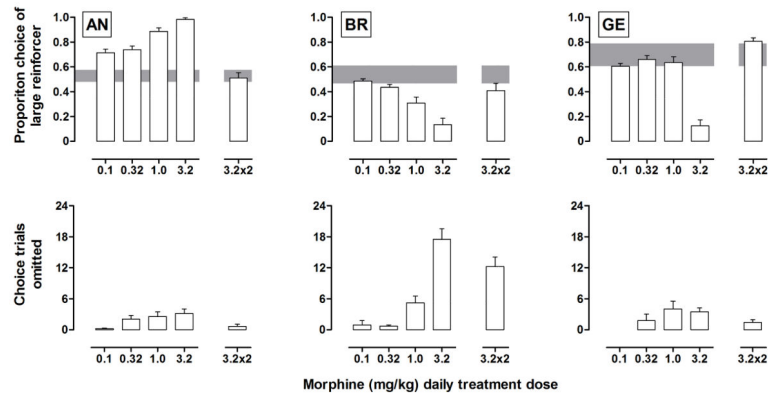 AN
BR
GE
Proporiton choice of
large reinforcer
1.0
0.8
0.6
0.4
0.2
0
1.0
0.8
0.6
0.4
0.2
0
1.0
0.8
0.6
0.4
0.2
0
0.1 0.32 1.0 3.2 3.2x2
0.1 0.32 1.0 3.2 3.2x2
0.1 0.32 1.0 3.2 3.2x2
Choice trials
omitted
24
18
12
6
0
24
18
12
6
0
24
18
12
6
0
0.1 0.32 1.0 3.2 3.2x2
0.1 0.32 1.0 3.2 3.2x2
0.1 0.32 1.0 3.2 3.2x2
Morphine (mg/kg) daily treatment dose